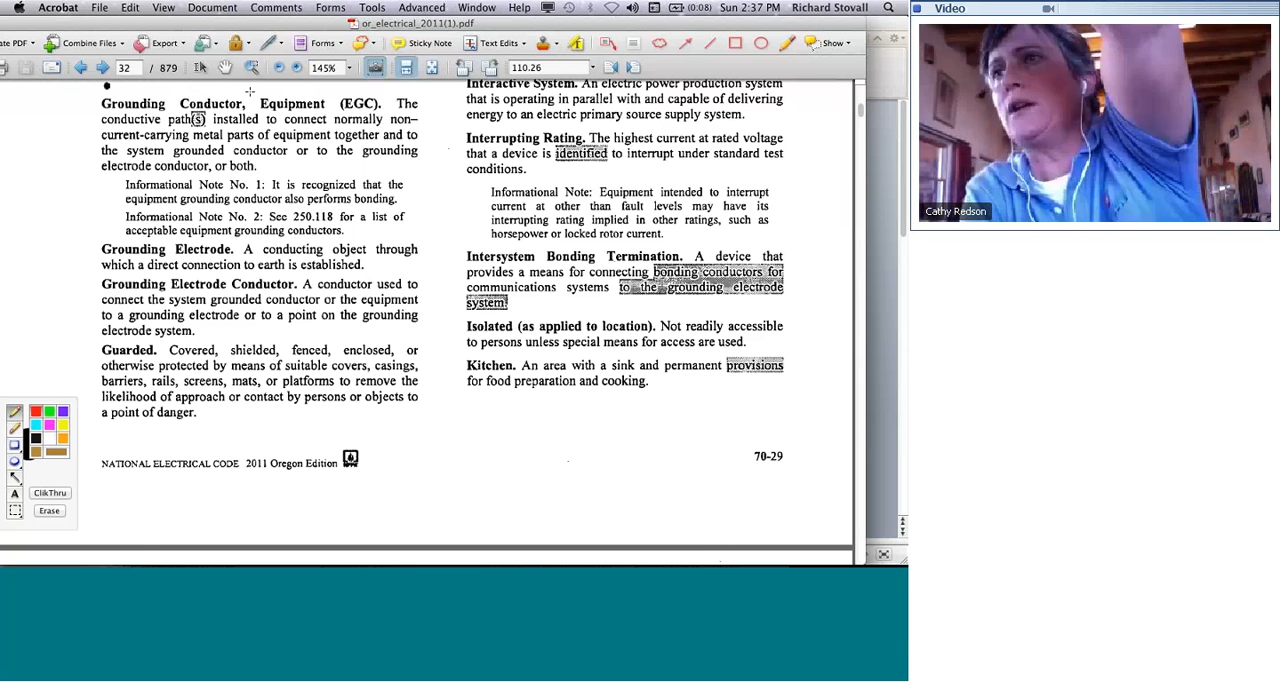 Acrobat File Edit View Document Comments Forms Tools Advanced Window Help (0:08) Sun 2:37 PM Richard Stovall
Video
or_electrical_2011(1).pdf
ate PDF Combine Files Export Forms Sticky Note Text Edits Show
32 / 879 145% 110.26
Grounding Conductor, Equipment (EGC). The
conductive path(s) installed to connect normally non–
current-carrying metal parts of equipment together and to
the system grounded conductor or to the grounding
electrode conductor, or both.
Informational Note No. 1: It is recognized that the
equipment grounding conductor also performs bonding.
Informational Note No. 2: See 250.118 for a list of
acceptable equipment grounding conductors.
Grounding Electrode. A conducting object through
which a direct connection to earth is established.
Grounding Electrode Conductor. A conductor used to
connect the system grounded conductor or the equipment
to a grounding electrode or to a point on the grounding
electrode system.
Guarded. Covered, shielded, fenced, enclosed, or
otherwise protected by means of suitable covers, casings,
barriers, rails, screens, mats, or platforms to remove the
likelihood of approach or contact by persons or objects to
a point of danger.
NATIONAL ELECTRICAL CODE 2011 Oregon Edition
Interactive System. An electric power production system
that is operating in parallel with and capable of delivering
energy to an electric primary source supply system.
Interrupting Rating. The highest current at rated voltage
that a device is identified to interrupt under standard test
conditions.
Informational Note: Equipment intended to interrupt
current at other than fault levels may have its
interrupting rating implied in other ratings, such as
horsepower or locked rotor current.
Intersystem Bonding Termination. A device that
provides a means for connecting bonding conductors for
communications systems to the grounding electrode
system.
Isolated (as applied to location). Not readily accessible
to persons unless special means for access are used.
Kitchen. An area with a sink and permanent provisions
for food preparation and cooking.
70-29
A
ClikThru
Erase
Cathy Redson